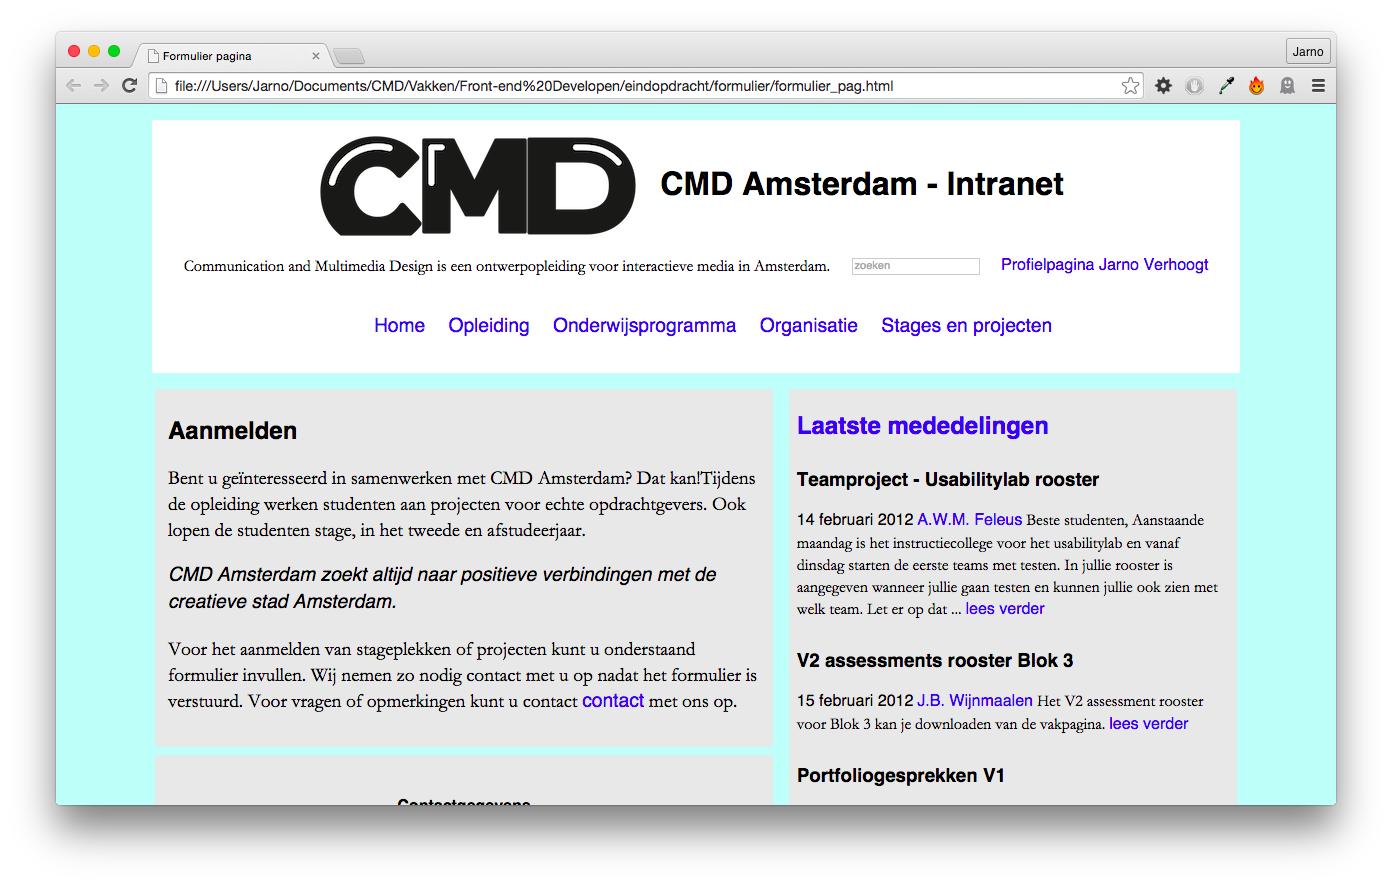 Formulier pagina
Jarno
file:///Users/Jarno/Documents/CMD/Vakken/Front-end%20Developen/eindopdracht/formulier/formulier_pag.html
CMD
CMD Amsterdam - Intranet
Communication and Multimedia Design is een ontwerpopleiding voor interactieve media in Amsterdam.
zoeken
Profielpagina Jarno Verhoogt
Home Opleiding Onderwijsprogramma Organisatie Stages en projecten
Aanmelden
Bent u geïnteresseerd in samenwerken met CMD Amsterdam? Dat kan!Tijdens
de opleiding werken studenten aan projecten voor echte opdrachtgevers. Ook
lopen de studenten stage, in het tweede en afstudeerjaar.
CMD Amsterdam zoekt altijd naar positieve verbindingen met de
creatieve stad Amsterdam.
Voor het aanmelden van stageplekken of projecten kunt u onderstaand
formulier invullen. Wij nemen zo nodig contact met u op nadat het formulier is
verstuurd. Voor vragen of opmerkingen kunt u contact contact met ons op.
Contactgegevens
Laatste mededelingen
Teamproject - Usabilitylab rooster
14 februari 2012 A.W.M. Feleus Beste studenten, Aanstaande
maandag is het instructiecollege voor het usabilitylab en vanaf
dinsdag starten de eerste teams met testen. In jullie rooster is
aangegeven wanneer jullie gaan testen en kunnen jullie ook zien met
welk team. Let er op dat ... lees verder
V2 assessments rooster Blok 3
15 februari 2012 J.B. Wijnmaalen Het V2 assessment rooster
voor Blok 3 kan je downloaden van de vakpagina. lees verder
Portfoliogesprekken V1